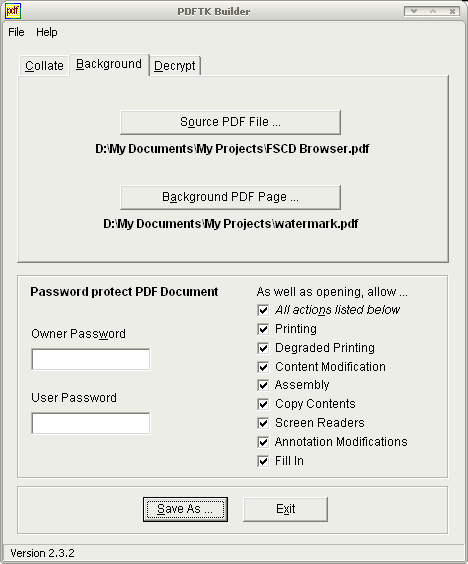 pdf
PDFTK Builder
File Help
Collate Background Decrypt
Source PDF File ...
D:\My Documents\My Projects\FSCD Browser.pdf
Background PDF Page ...
D:\My Documents\My Projects\watermark.pdf
Password protect PDF Document
Owner Password
User Password
As well as opening, allow ...
All actions listed below
Printing
Degraded Printing
Content Modification
Assembly
Copy Contents
Screen Readers
Annotation Modifications
Fill In
Save As ... Exit
Version 2.3.2